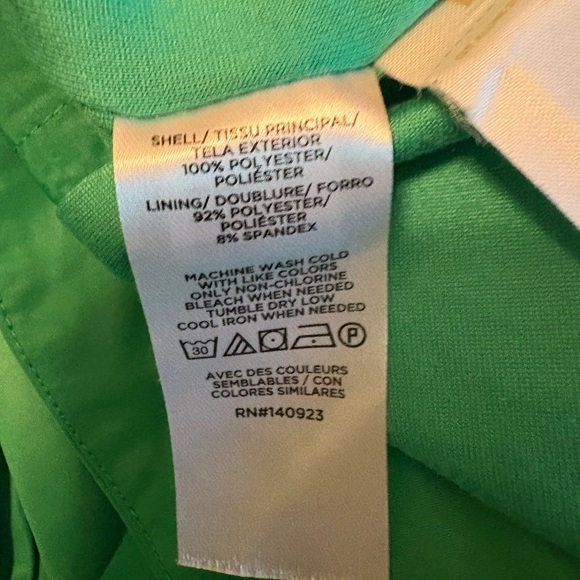 SHELL/ TISSU PRINCIPAL/
TELA EXTERIOR
100% POLYESTER/
POLIÉSTER
LINING/ DOUBLURE/ FORRO
92% POLYESTER/
POLIÉSTER
8% SPANDEX
MACHINE WASH COLD
WITH LIKE COLORS
ONLY NON-CHLORINE
BLEACH WHEN NEEDED
TUMBLE DRY LOW
COOL IRON WHEN NEEDED
30 P
AVEC DES COULEURS
SEMBLABLES / CON
COLORES SIMILARES
RN#140923